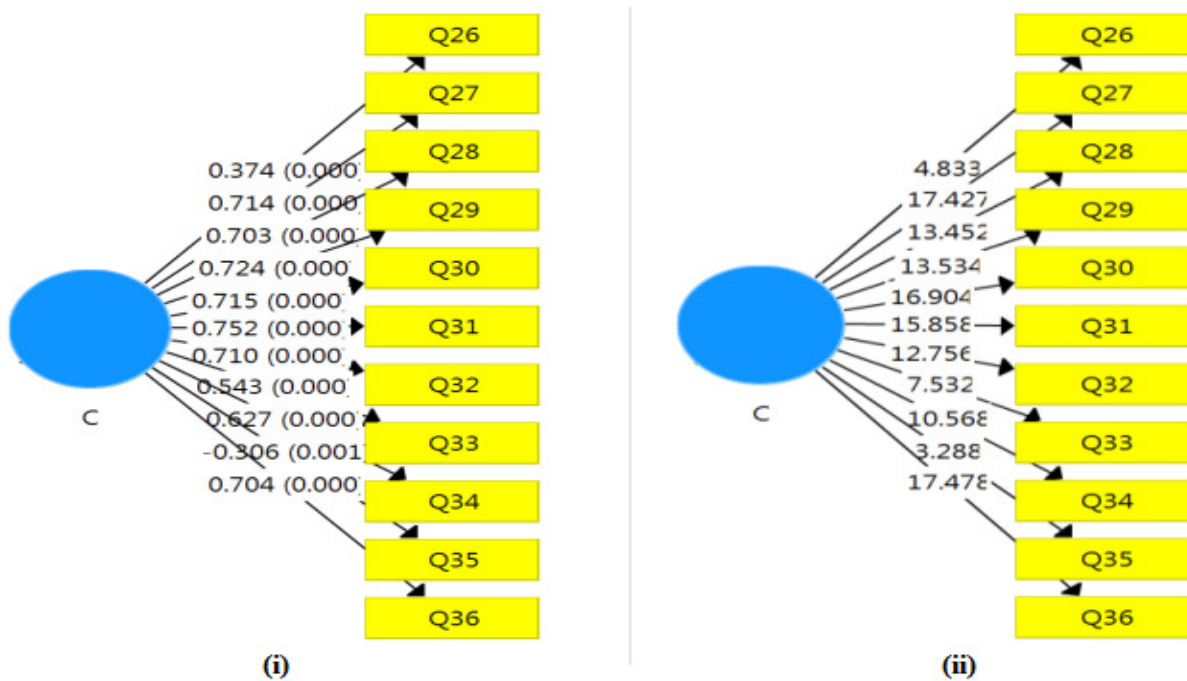 Q26
Q27
Q28
Q29
Q30
Q31
Q32
Q33
Q34
Q35
Q36
0.374 (0.000)
0.714 (0.000)
0.703 (0.000)
0.724 (0.000)
0.715 (0.000)
0.752 (0.000)
0.710 (0.000)
0.543 (0.000)
0.627 (0.000)
-0.306 (0.001)
0.704 (0.000)
C
(i)
Q26
Q27
Q28
Q29
Q30
Q31
Q32
Q33
Q34
Q35
Q36
4.833
17.427
13.452
13.534
16.904
15.858
12.756
7.532
10.568
3.288
17.478
C
(ii)